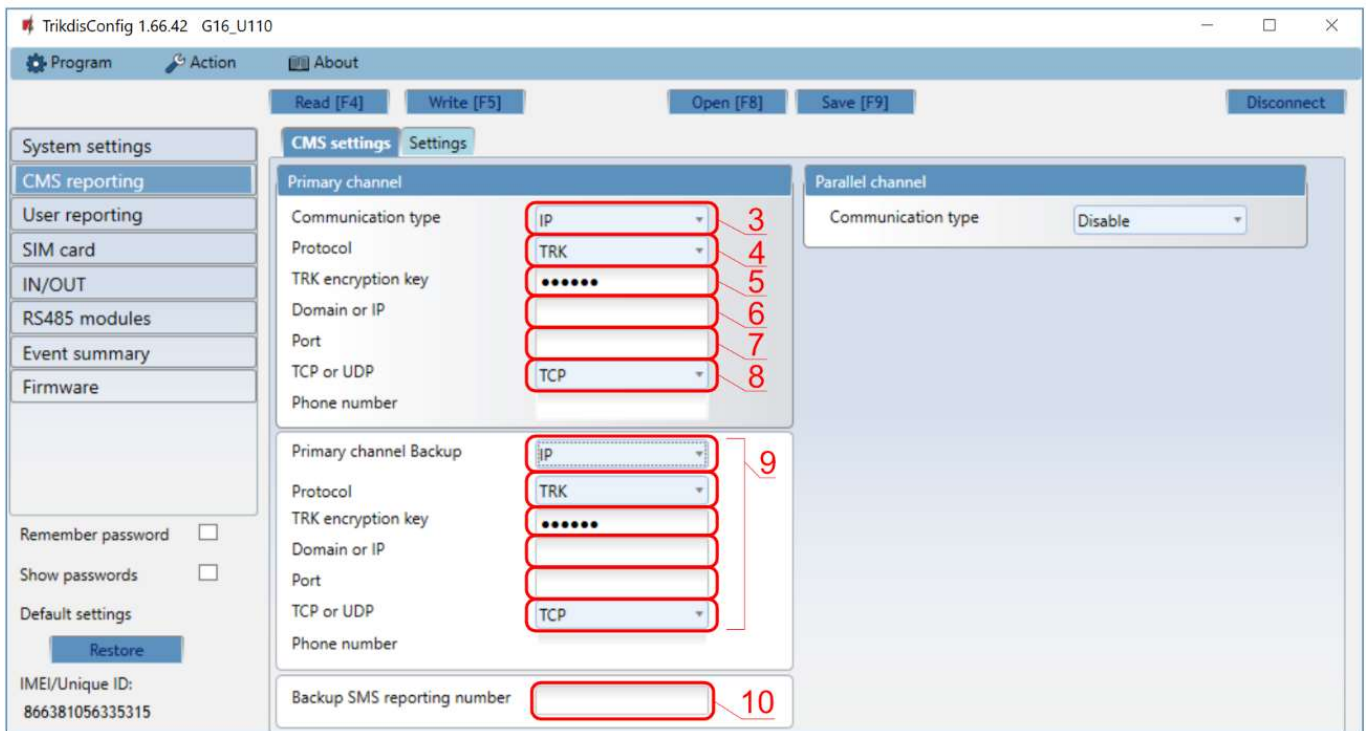 TrikdisConfig 1.66.42 G16_U110
Program Action About
Read [F4] Write [F5] Open [F8] Save [F9] Disconnect
System settings
CMS reporting
User reporting
SIM card
IN/OUT
RS485 modules
Event summary
Firmware
Remember password
Show passwords
Default settings
Restore
IMEI/Unique ID:
866381056335315
CMS settings Settings
Primary channel
Communication type IP 3
Protocol TRK 4
TRK encryption key •••••• 5
Domain or IP 6
Port 7
TCP or UDP TCP 8
Phone number
Primary channel Backup IP 9
Protocol TRK
TRK encryption key ••••••
Domain or IP
Port
TCP or UDP TCP
Phone number
Backup SMS reporting number 10
Parallel channel
Communication type Disable